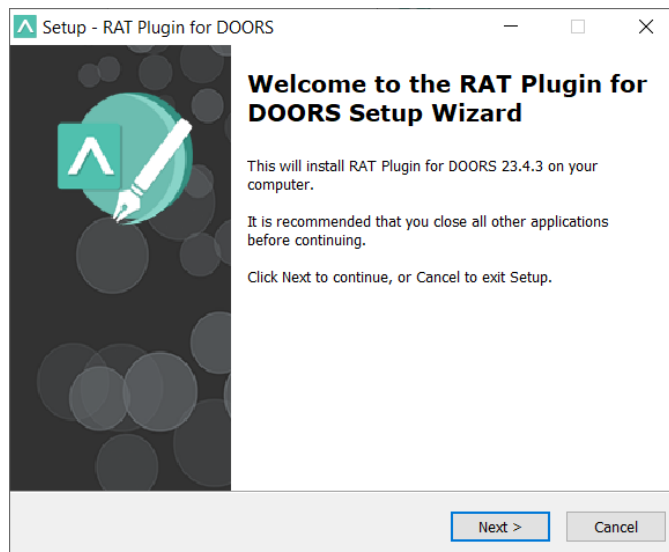 Setup - RAT Plugin for DOORS
Welcome to the RAT Plugin for
DOORS Setup Wizard
This will install RAT Plugin for DOORS 23.4.3 on your
computer.
It is recommended that you close all other applications
before continuing.
Click Next to continue, or Cancel to exit Setup.
Next >
Cancel